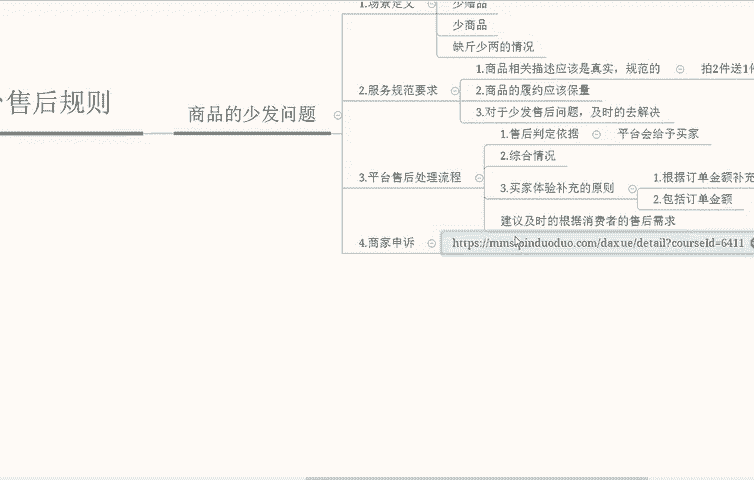 1.场景定义
少赠品
少商品
缺斤少两的情况
售后规则
商品的少发问题
2.服务规范要求
1.商品相关描述应该是真实，规范的
拍2件送1件
2.商品的履约应该保量
3.对于少发售后问题，及时的去解决
3.平台售后处理流程
1.售后判定依据
平台会给予买家
2.综合情况
3.买家体验补充的原则
1.根据订单金额补充
2.包括订单金额
建议及时的根据消费者的售后需求
4.商家申诉
https://mms.pinduoduo.com/daxue/detail?courseId=6411